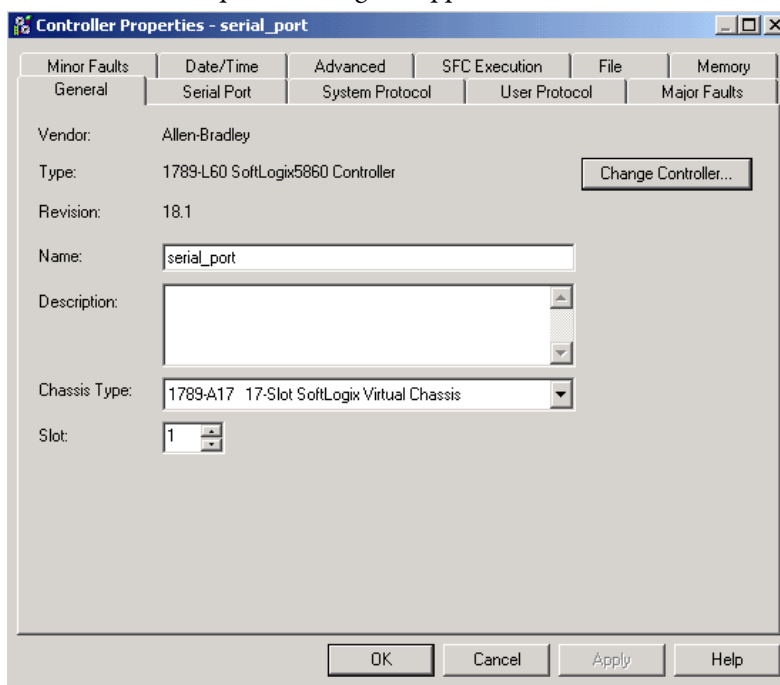 Controller Properties - serial_port
Minor Faults Date/Time Advanced SFC Execution File Memory
General Serial Port System Protocol User Protocol Major Faults
Vendor: Allen-Bradley
Type: 1789-L60 SoftLogix5860 Controller Change Controller...
Revision: 18.1
Name: serial_port
Description:
Chassis Type: 1789-A17 17-Slot SoftLogix Virtual Chassis
Slot: 1
OK Cancel Apply Help